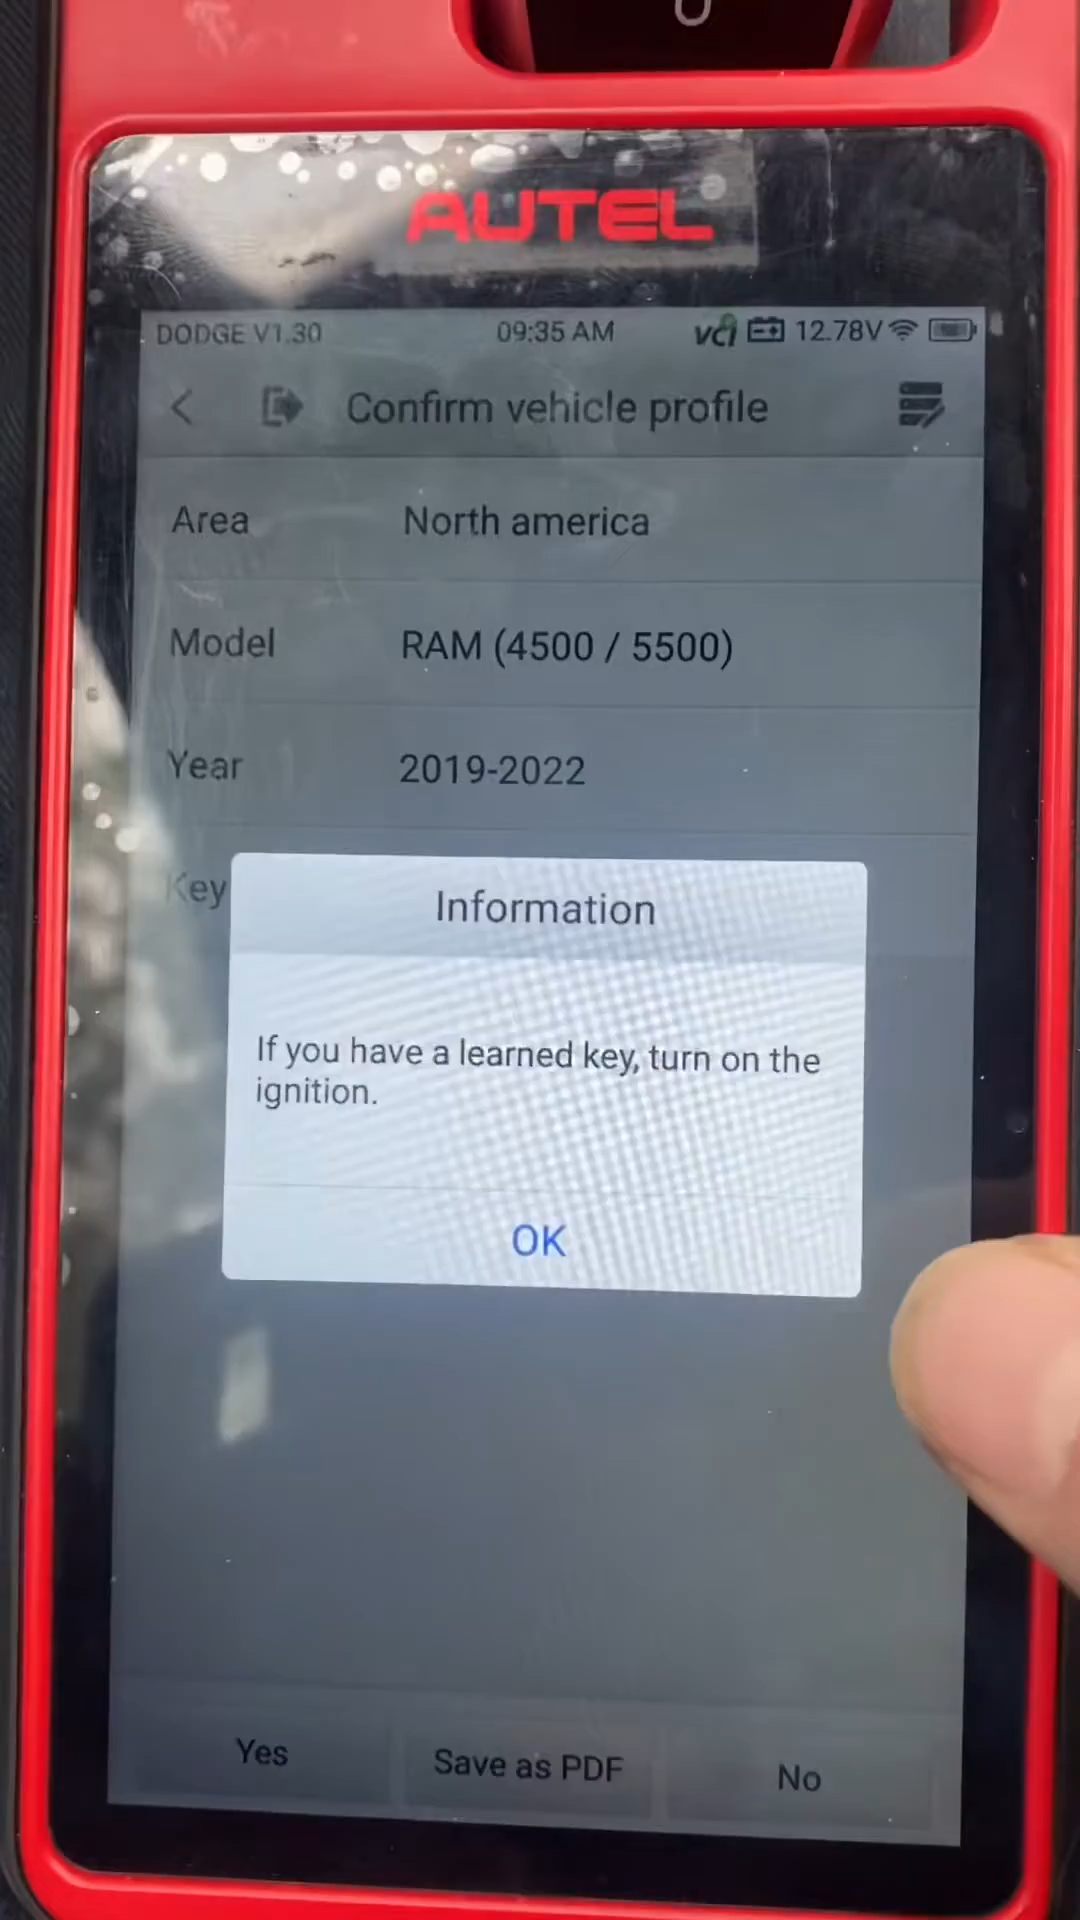 AUTEL
DODGE V1.30 09:35 AM VCI 12.78V
Confirm vehicle profile
Area North america
Model RAM (4500 / 5500)
Year 2019-2022
Key
Information
If you have a learned key, turn on the
ignition.
OK
Yes Save as PDF No